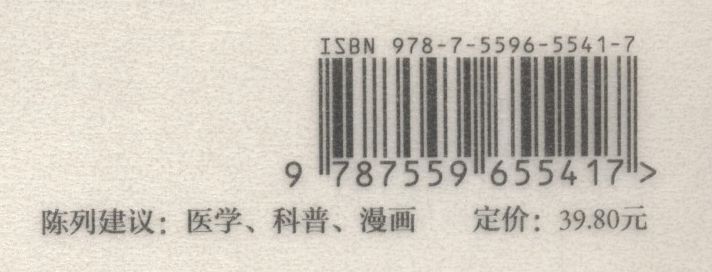 ISBN 978-7-5596-5541-7
9 787559 655417 >
陈列建议：医学、科普、漫画 定价：39.80元